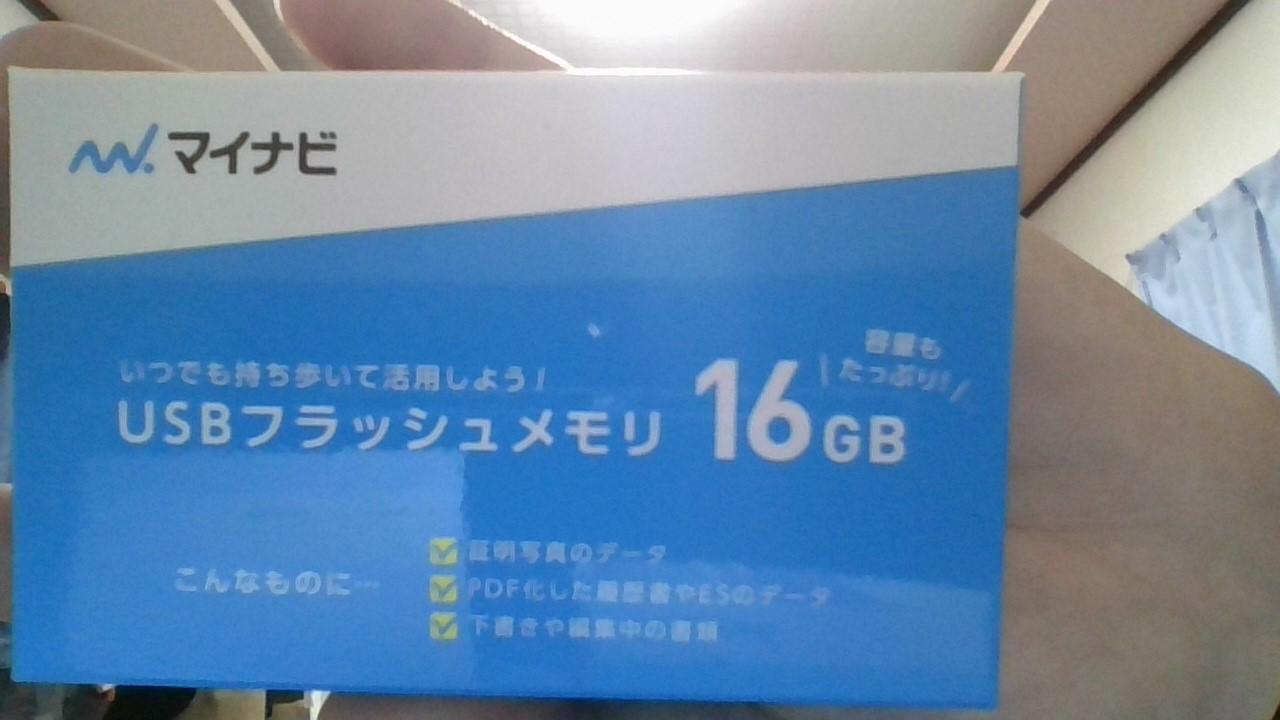 マイナビ
いつでも持ち歩いて活用しよう!
USBフラッシュメモリ 16GB
容量も
たっぷり!
こんなものに…
証明写真のデータ
PDF化した履歴書やESのデータ
下書きや編集中の書類